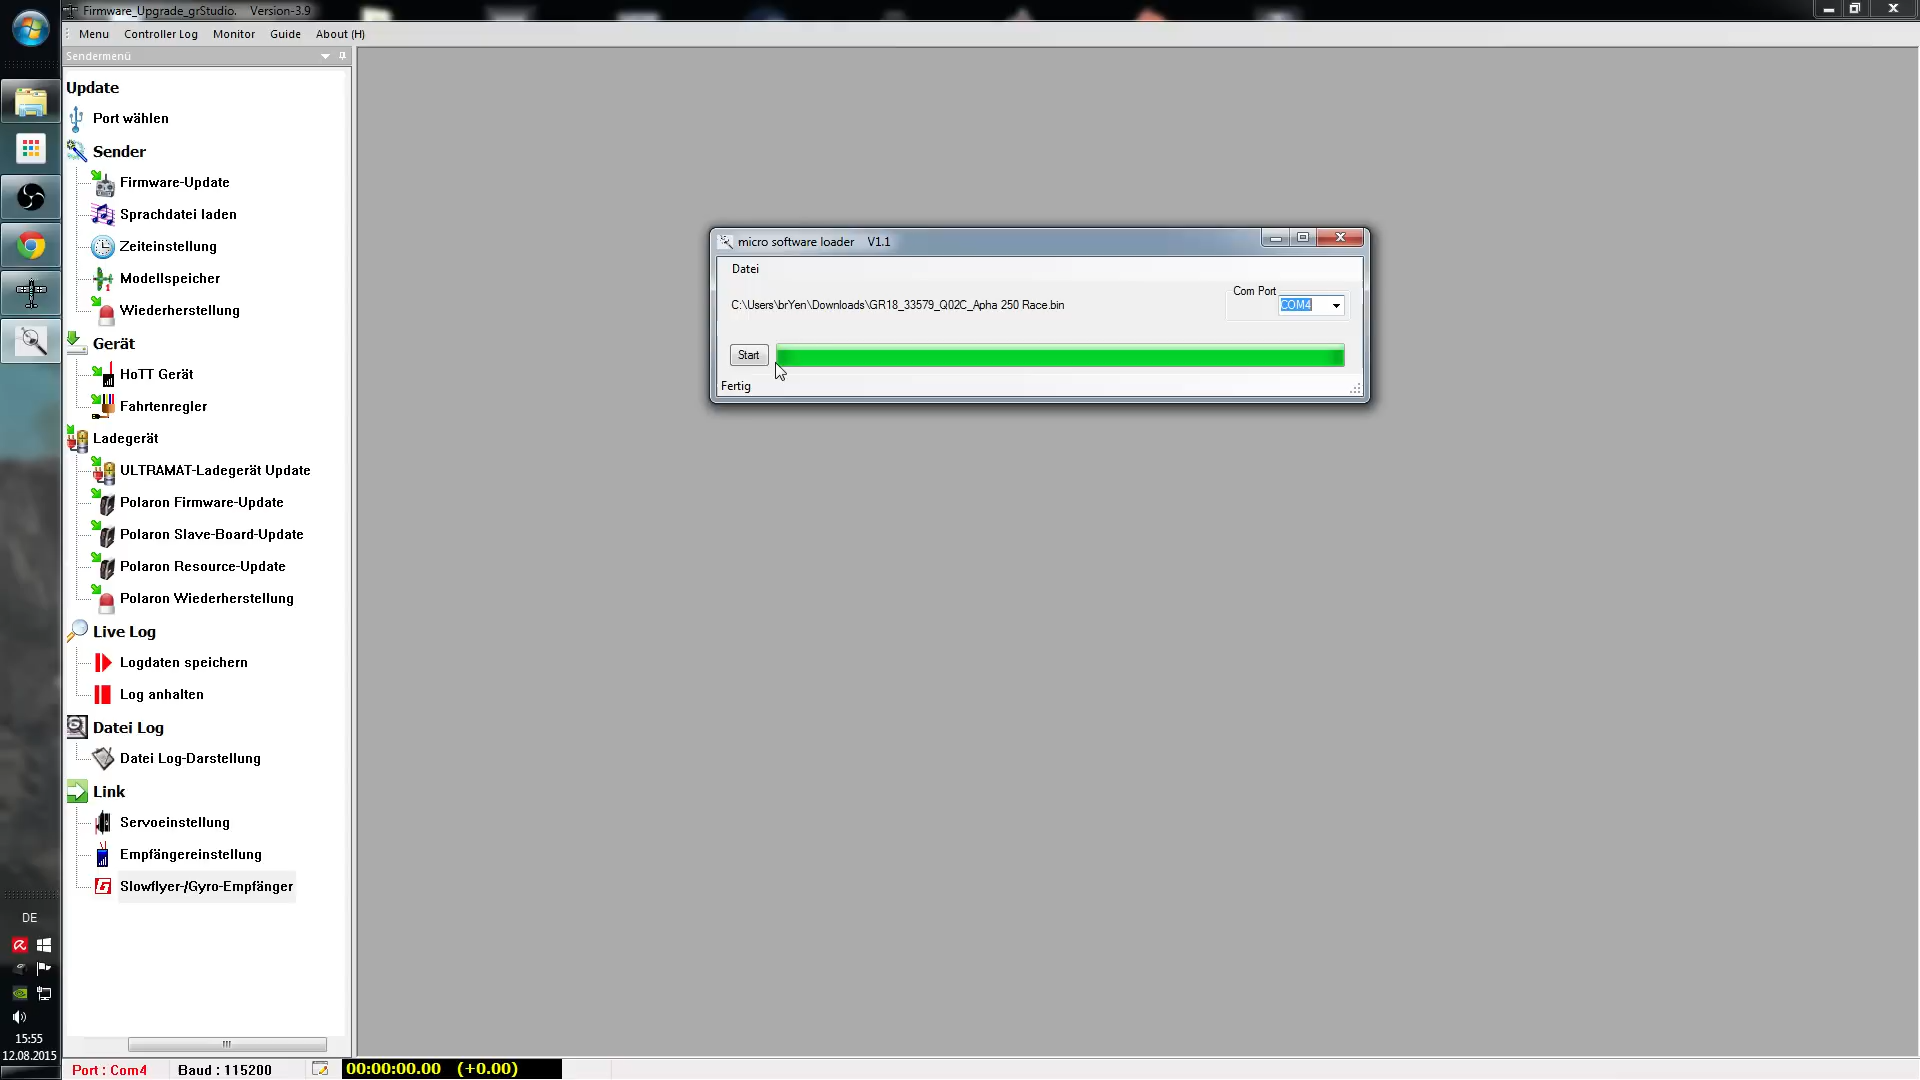 Firmware_Upgrade_grStudio. Version-3.9
Menu Controller Log Monitor Guide About (H)
Sendermenü
Update
Port wählen
Sender
Firmware-Update
Sprachdatei laden
Zeiteinstellung
Modellspeicher
Wiederherstellung
Gerät
HoTT Gerät
Fahrtenregler
Ladegerät
ULTRAMAT-Ladegerät Update
Polaron Firmware-Update
Polaron Slave-Board-Update
Polaron Resource-Update
Polaron Wiederherstellung
Live Log
Logdaten speichern
Log anhalten
Datei Log
Datei Log-Darstellung
Link
Servoeinstellung
Empfängereinstellung
Slowflyer-/Gyro-Empfänger
micro software loader V1.1
Datei
C:\Users\brYen\Downloads\GR18_33579_Q02C_Apha 250 Race.bin
Com Port
COM4
Start
Fertig
DE
15:55
12.08.2015
Port : Com4 Baud : 115200 00:00:00.00 (+0.00)